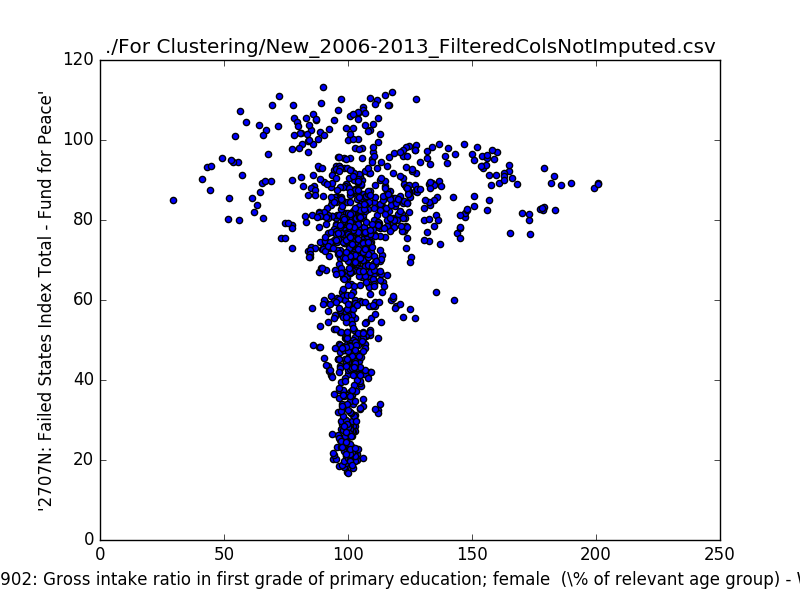 ./For Clustering/New_2006-2013_FilteredColsNotImputed.csv
'2707N: Failed States Index Total - Fund for Peace'
120
100
80
60
40
20
0
0 50 100 150 200 250
902: Gross intake ratio in first grade of primary education; female (\% of relevant age group) -